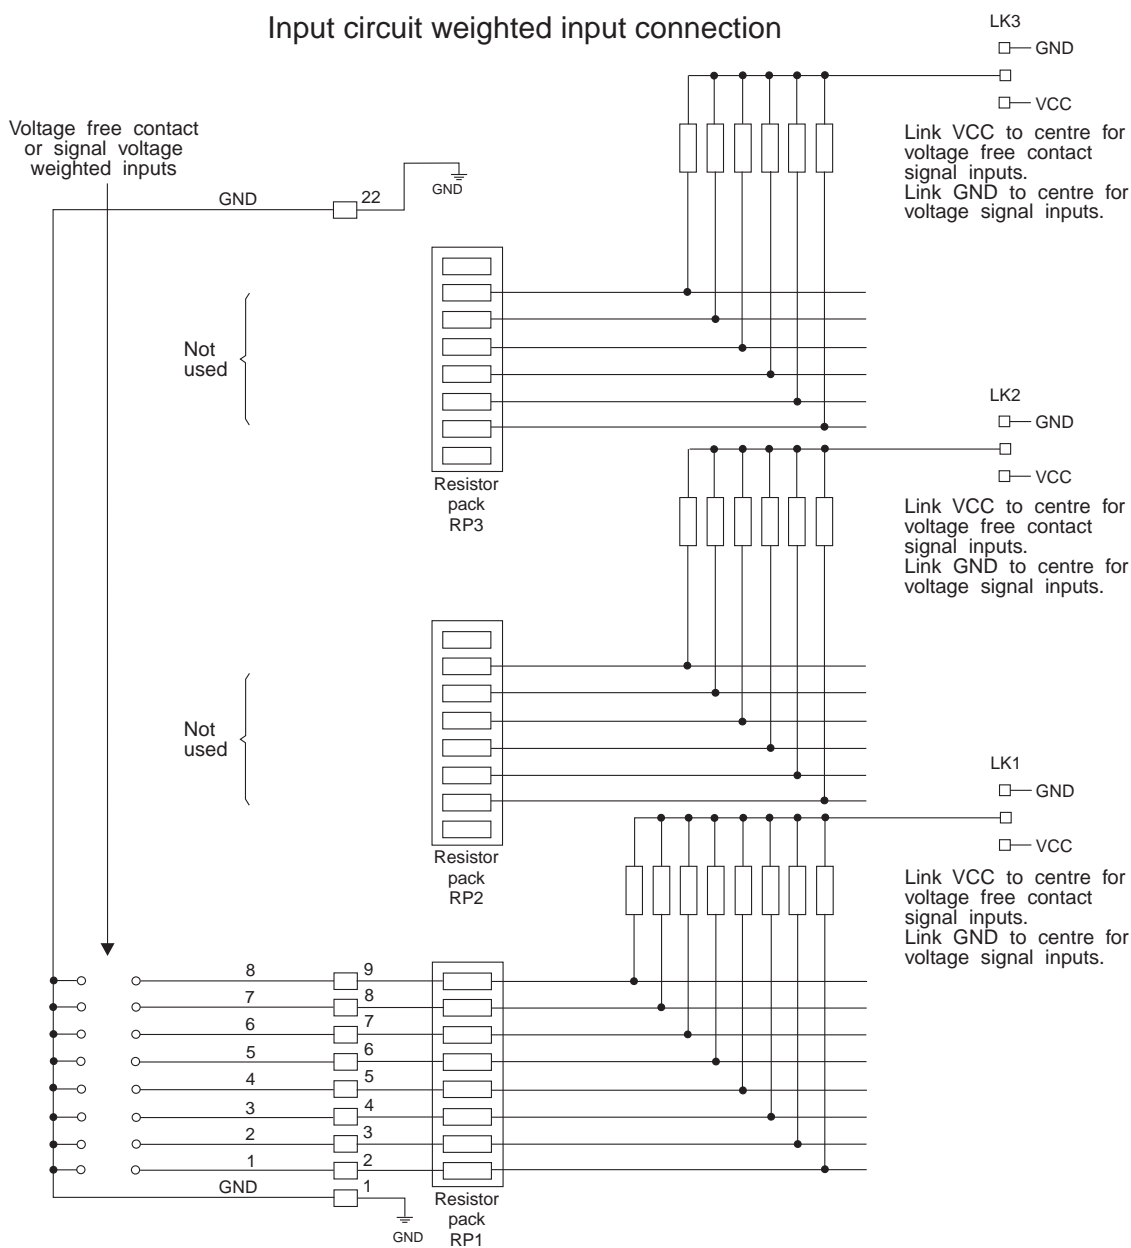 Input circuit weighted input connection
LK3
GND
VCC
Link VCC to centre for
voltage free contact
signal inputs.
Link GND to centre for
voltage signal inputs.
Voltage free contact
or signal voltage
weighted inputs
GND
22
GND
Not
used
Resistor
pack
RP3
LK2
GND
VCC
Link VCC to centre for
voltage free contact
signal inputs.
Link GND to centre for
voltage signal inputs.
Not
used
Resistor
pack
RP2
LK1
GND
VCC
Link VCC to centre for
voltage free contact
signal inputs.
Link GND to centre for
voltage signal inputs.
8 9
7 8
6 7
5 6
4 5
3 4
2 3
1 2
GND 1
GND
Resistor
pack
RP1